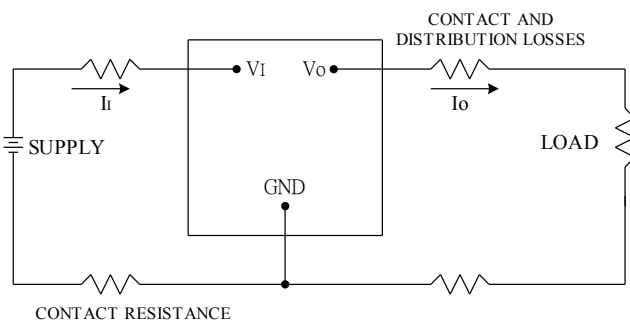 CONTACT AND
DISTRIBUTION LOSSES
VI
VO
II
IO
SUPPLY
LOAD
GND
CONTACT RESISTANCE